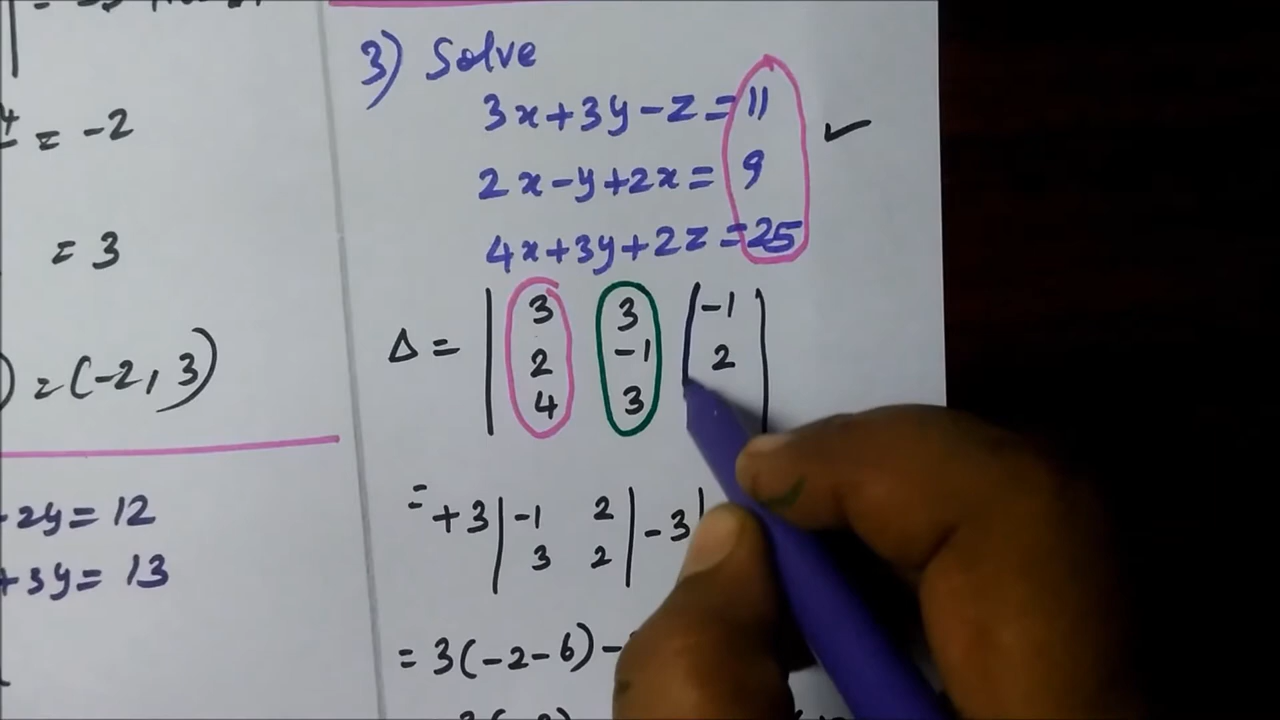 = -2
= 3
) = (-2, 3)
2y = 12
+3y = 13
3) Solve
3x+3y-z=11
2x-y+2x=9
4x+3y+2z=25
Δ = | 3 3 -1 |
2 -1 2
4 3
= +3 | -1 2 | -3 |
3 2
= 3(-2-6)-